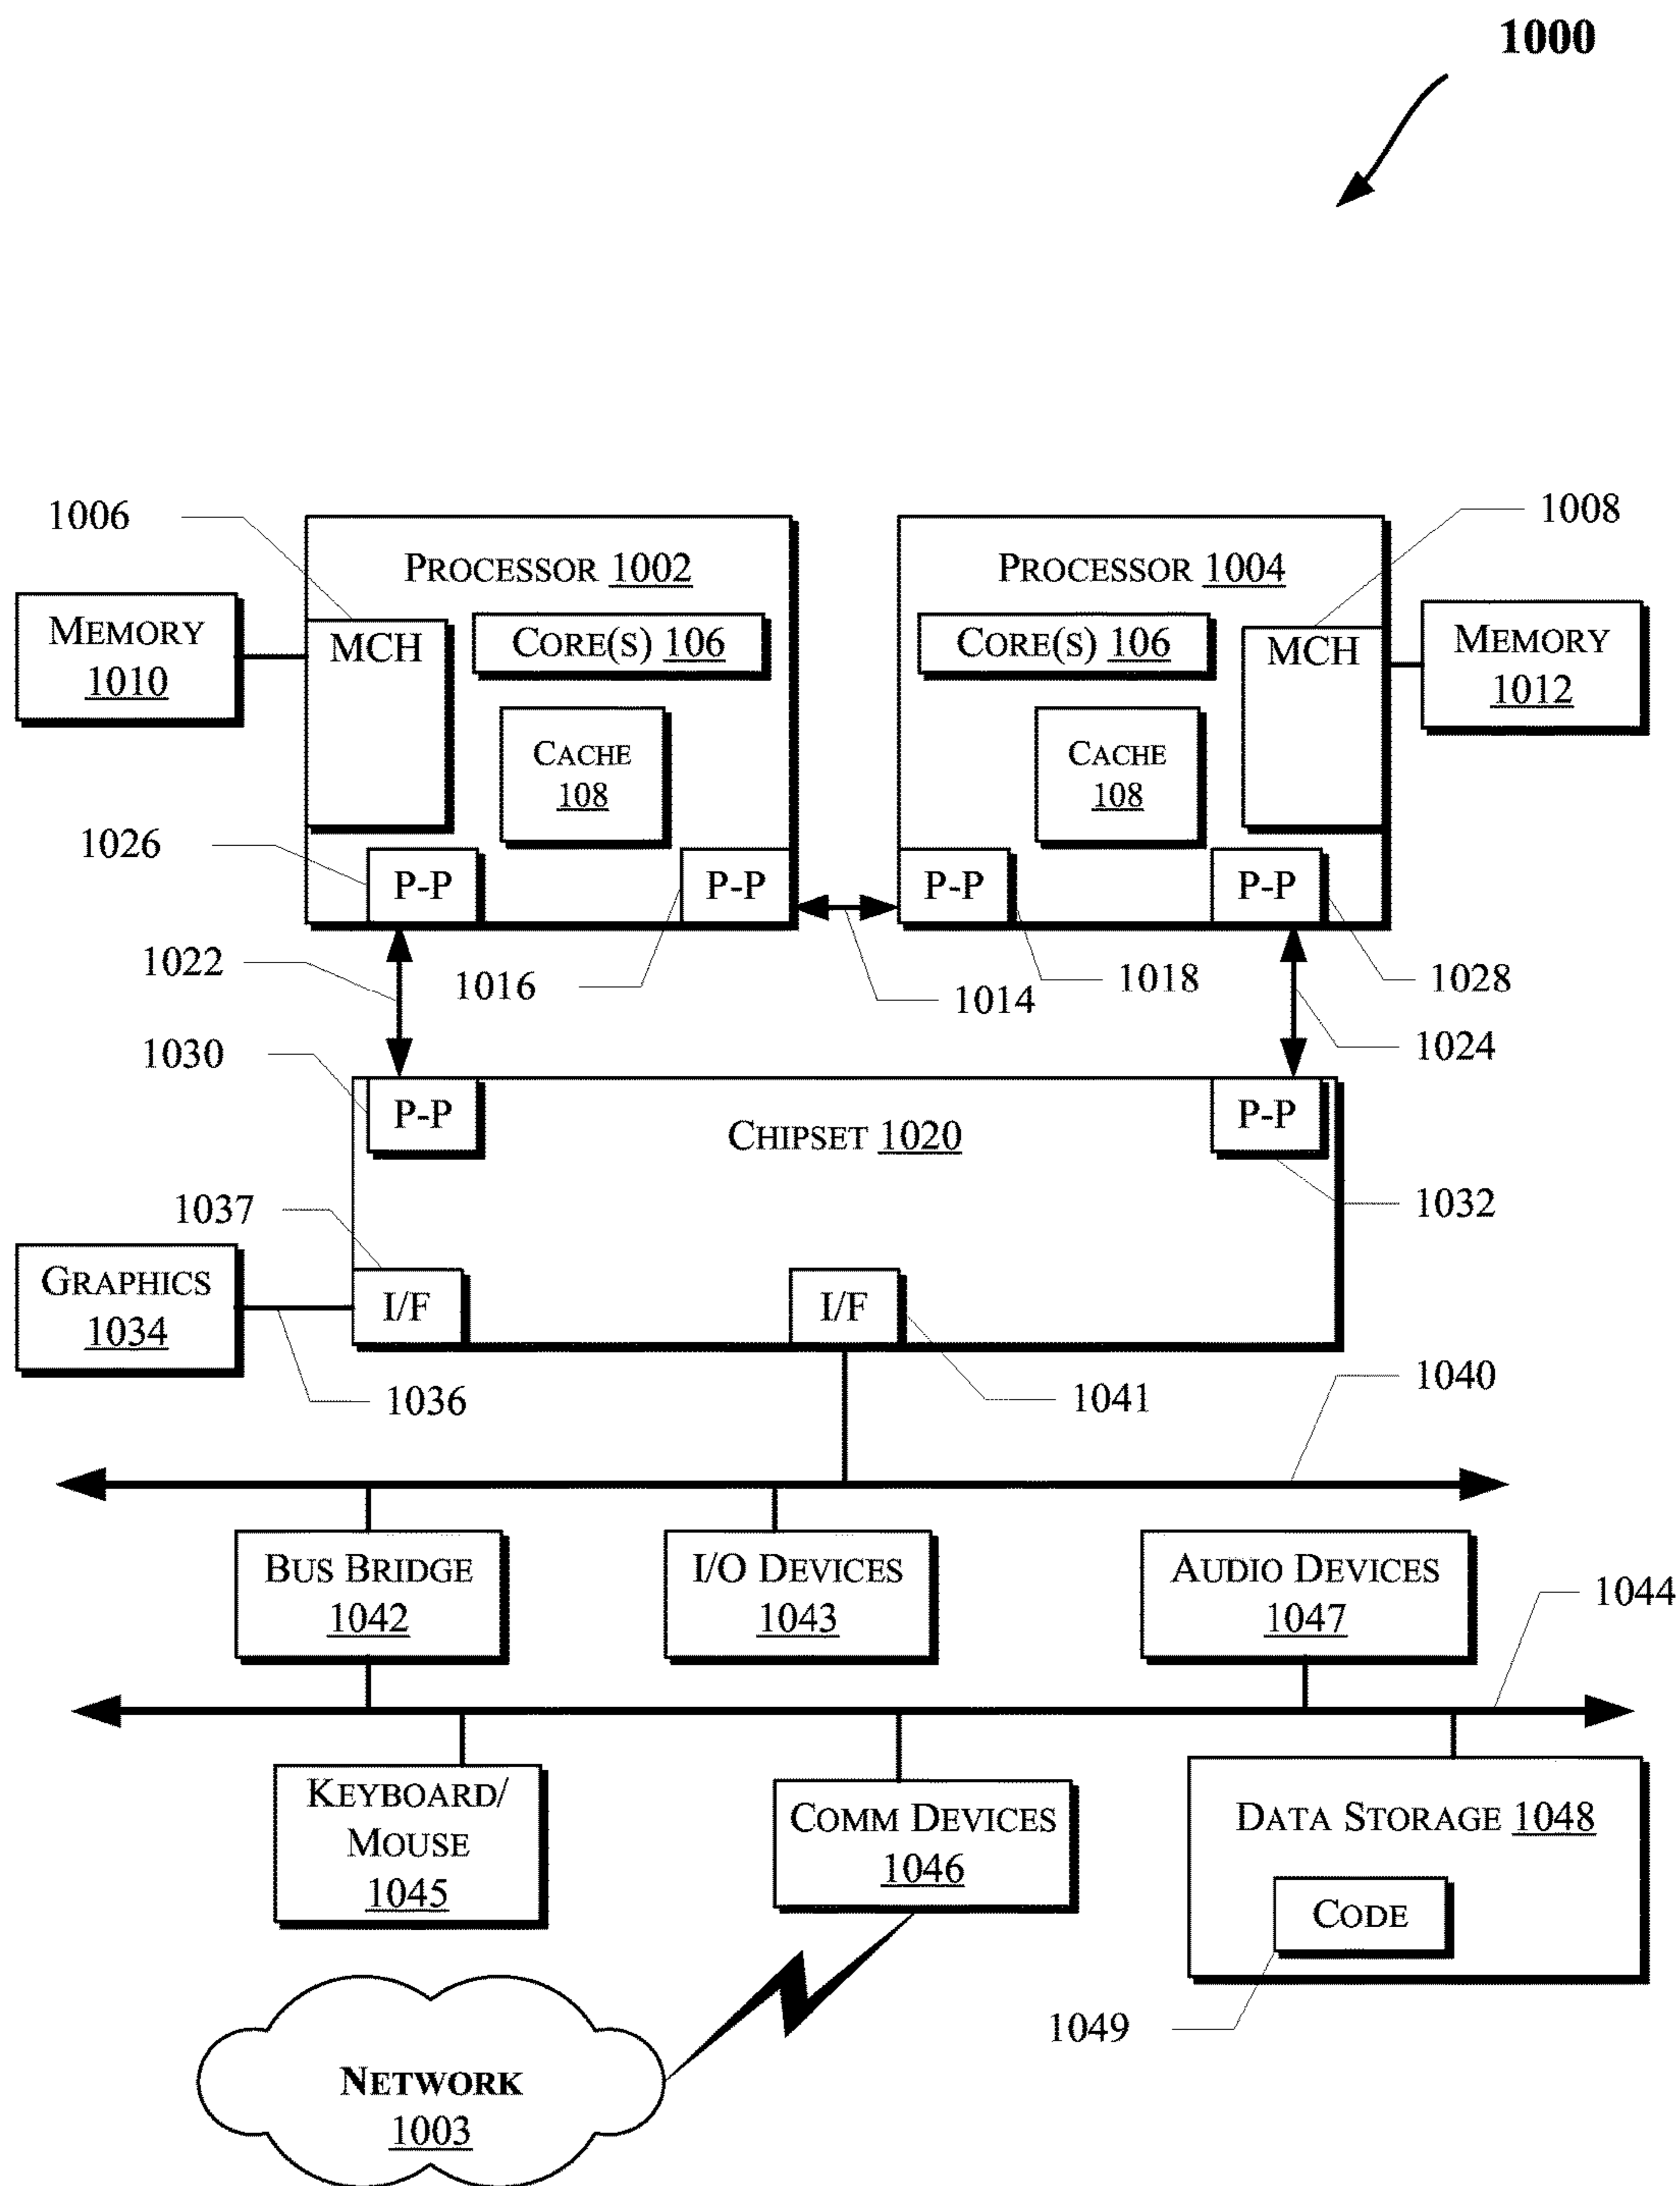 1000
1006
1008
PROCESSOR 1002
PROCESSOR 1004
MEMORY
1010
MCH
CORE(S) 106
CORE(S) 106
MCH
MEMORY
1012
CACHE
108
CACHE
108
1026
P-P
P-P
P-P
P-P
1022
1016
1014
1018
1028
1024
1030
P-P
CHIPSET 1020
P-P
1032
1037
GRAPHICS
1034
I/F
I/F
1036
1041
1040
BUS BRIDGE
1042
I/O DEVICES
1043
AUDIO DEVICES
1047
1044
KEYBOARD/
MOUSE
1045
COMM DEVICES
1046
DATA STORAGE 1048
CODE
1049
NETWORK
1003